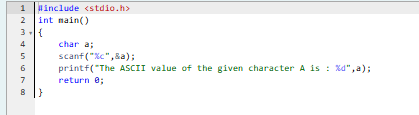 1 #include <stdio.h>
2 int main()
3 {
4     char a;
5     scanf("%c",&a);
6     printf("The ASCII value of the given character A is : %d",a);
7     return 0;
8 }